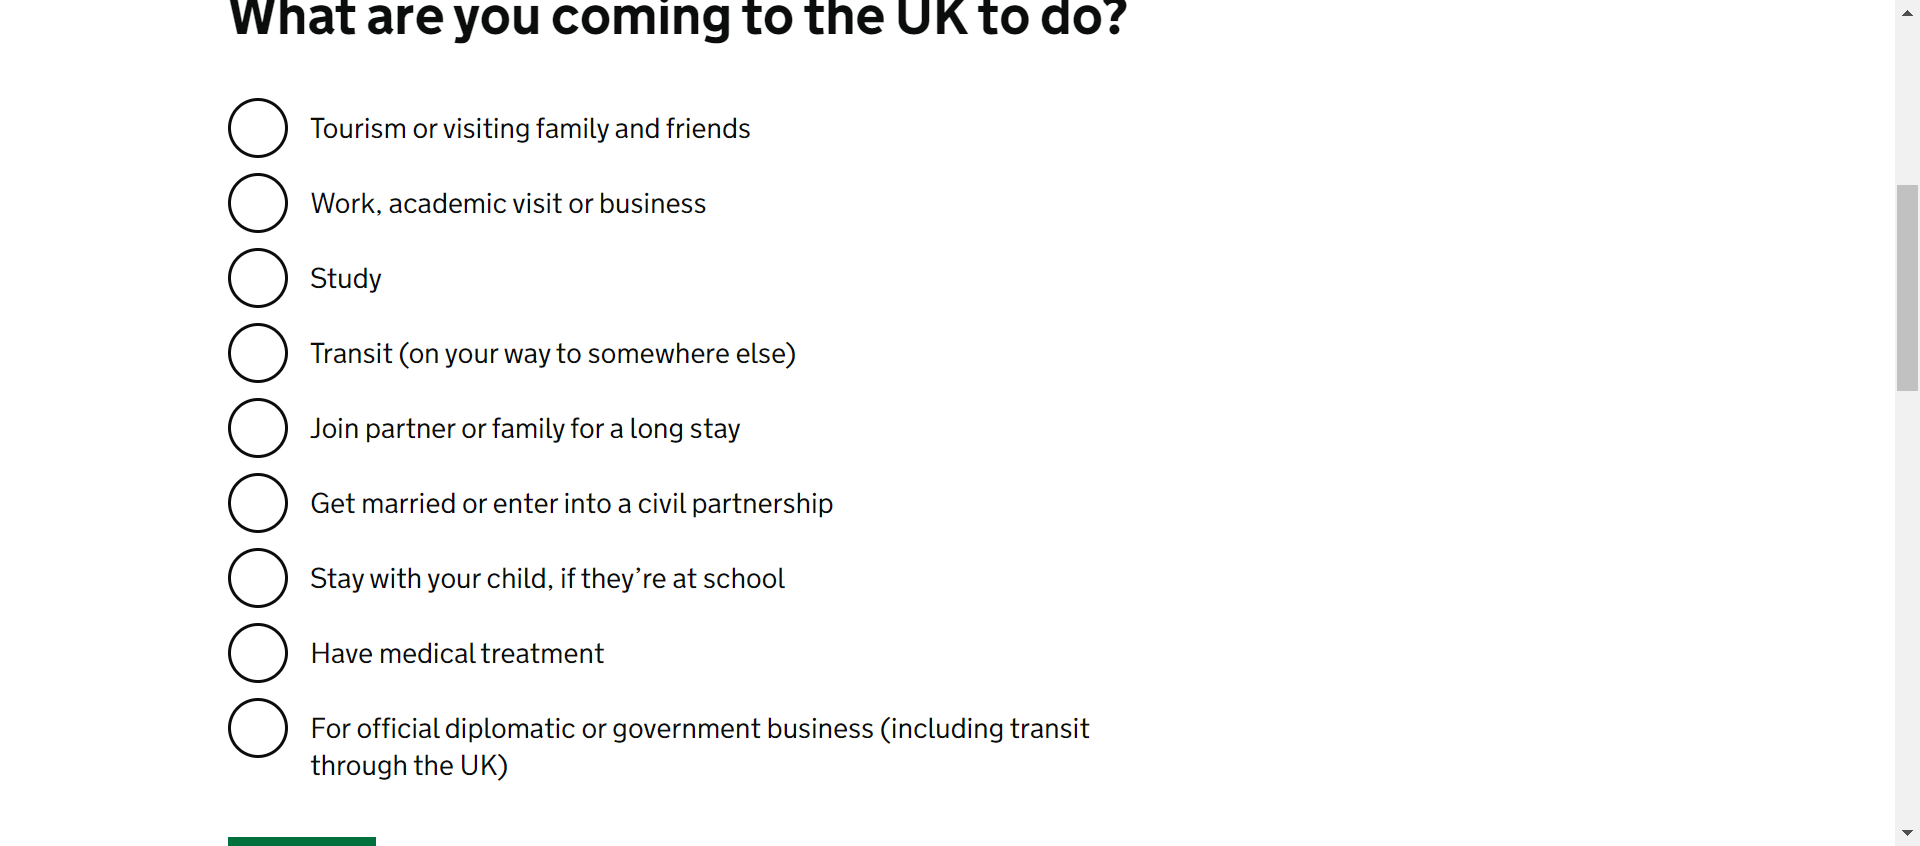 What are you coming to the UK to do?
Tourism or visiting family and friends
Work, academic visit or business
Study
Transit (on your way to somewhere else)
Join partner or family for a long stay
Get married or enter into a civil partnership
Stay with your child, if they’re at school
Have medical treatment
For official diplomatic or government business (including transit
through the UK)